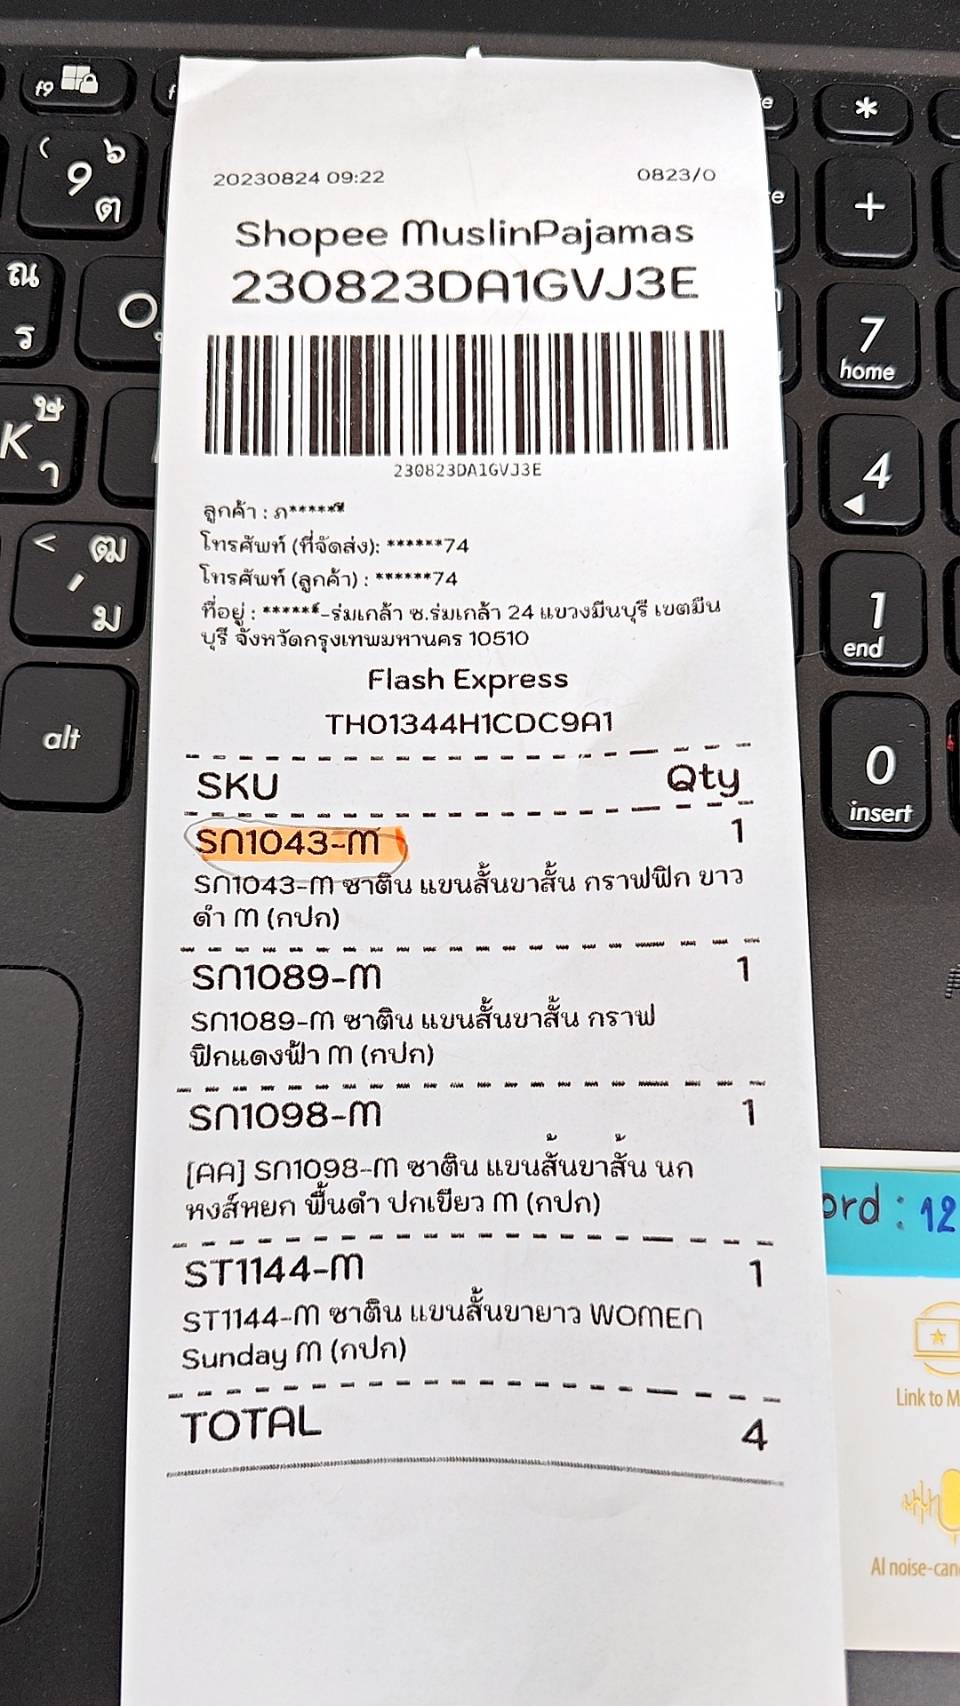 20230824 09:22 0823/0
Shopee MuslinPajamas
230823DA1GVJ3E
230823DA1GVJ3E
ลูกค้า : ภ******
โทรศัพท์ (ที่จัดส่ง): ******74
โทรศัพท์ (ลูกค้า) : ******74
ที่อยู่ : ******-ร่มเกล้า ซ.ร่มเกล้า 24 แขวงมีนบุรี เขตมีน
บุรี จังหวัดกรุงเทพมหานคร 10510
Flash Express
TH01344H1CDC9A1
SKU Qty
SN1043-M 1
SN1043-M ซาติน แขนสั้นขาสั้น กราฟฟิก ขาว
ดำ M (กปก)
SN1089-M 1
SN1089-M ซาติน แขนสั้นขาสั้น กราฟ
ฟิกแดงฟ้า M (กปก)
SN1098-M 1
[AA] SN1098-M ซาติน แขนสั้นขาสั้น นก
หงส์หยก พื้นดำ ปกเขียว M (กปก)
ST1144-M 1
ST1144-M ซาติน แขนสั้นขายาว WOMEN
Sunday M (กปก)
TOTAL 4
f9
( ๖
9 ต
ณ
ร
O
K ษ
า
< ฒ
, ม
alt
*
+
7
home
4
1
end
0
insert
ord : 12
Link to M
AI noise-can